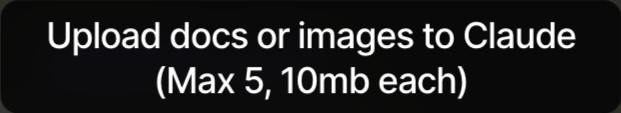 Upload docs or images to Claude
(Max 5, 10mb each)